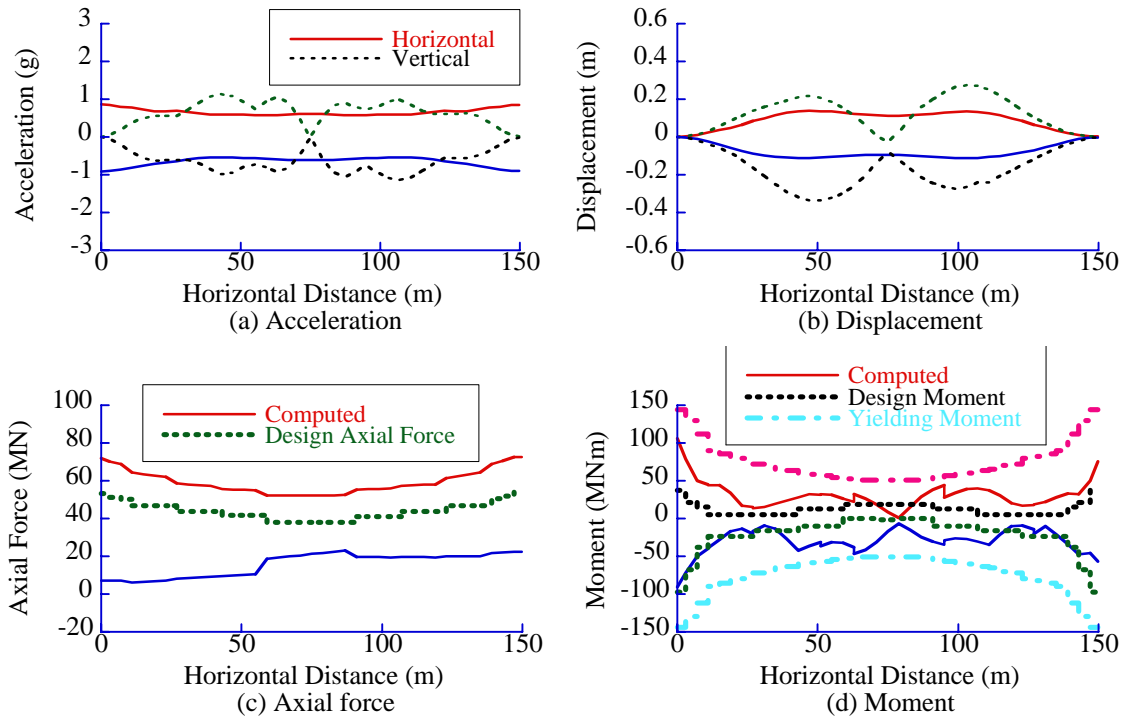 3
2
1
0
-1
-2
-3
Acceleration (g)
Horizontal
Vertical
0 50 100 150
Horizontal Distance (m)
(a) Acceleration
0.6
0.4
0.2
0
-0.2
-0.4
-0.6
Displacement (m)
0 50 100 150
Horizontal Distance (m)
(b) Displacement
100
80
60
40
20
0
-20
Axial Force (MN)
Computed
Design Axial Force
0 50 100 150
Horizontal Distance (m)
(c) Axial force
150
100
50
0
-50
-100
-150
Moment (MNm)
Computed
Design Moment
Yielding Moment
0 50 100 150
Horizontal Distance (m)
(d) Moment